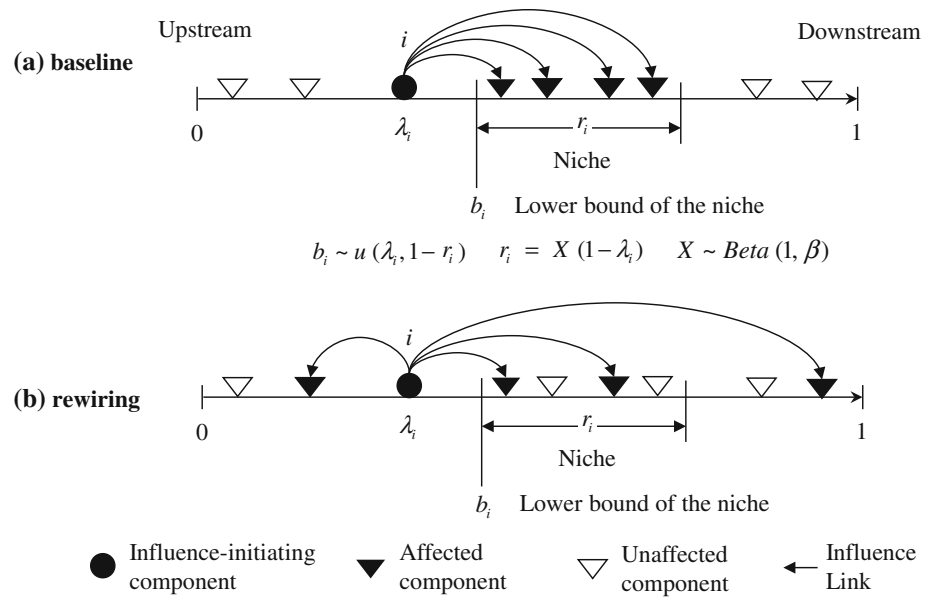 Upstream
Downstream
(a) baseline
i
0
λᵢ
rᵢ
1
Niche
bᵢ Lower bound of the niche
bᵢ ~ u (λᵢ, 1 − rᵢ) rᵢ = X (1 − λᵢ) X ~ Beta (1, β)
(b) rewiring
i
0
λᵢ
rᵢ
1
Niche
bᵢ Lower bound of the niche
Influence-initiating component
Affected component
Unaffected component
Influence Link